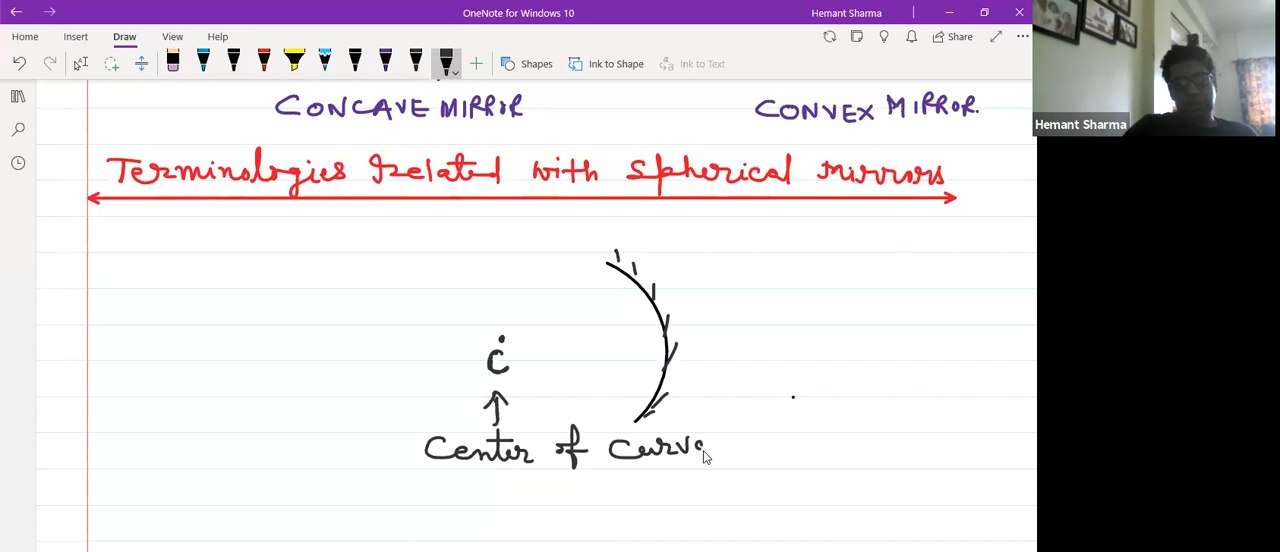 OneNote for Windows 10
Hemant Sharma
Home Insert Draw View Help
Share
Shapes Ink to Shape Ink to Text
CONCAVE MIRROR CONVEX MIRROR.
Hemant Sharma
Terminologies Related with Spherical mirrors
C
Center of Curva